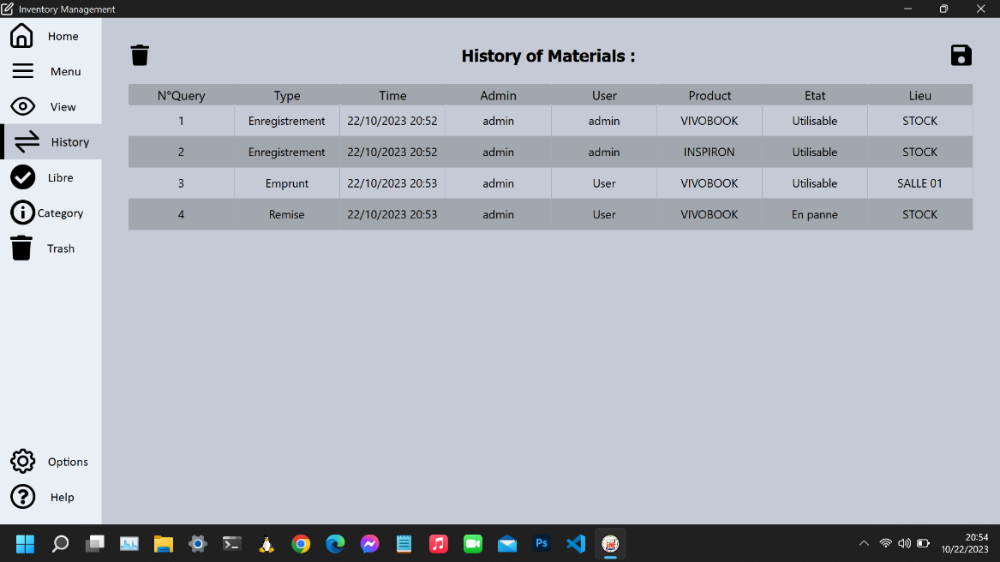 Inventory Management
Home
Menu
View
History
Libre
Category
Trash
Options
Help
History of Materials :
N°Query Type Time Admin User Product Etat Lieu
1 Enregistrement 22/10/2023 20:52 admin admin VIVOBOOK Utilisable STOCK
2 Enregistrement 22/10/2023 20:52 admin admin INSPIRON Utilisable STOCK
3 Emprunt 22/10/2023 20:53 admin User VIVOBOOK Utilisable SALLE 01
4 Remise 22/10/2023 20:53 admin User VIVOBOOK En panne STOCK
Ps
20:54
10/22/2023